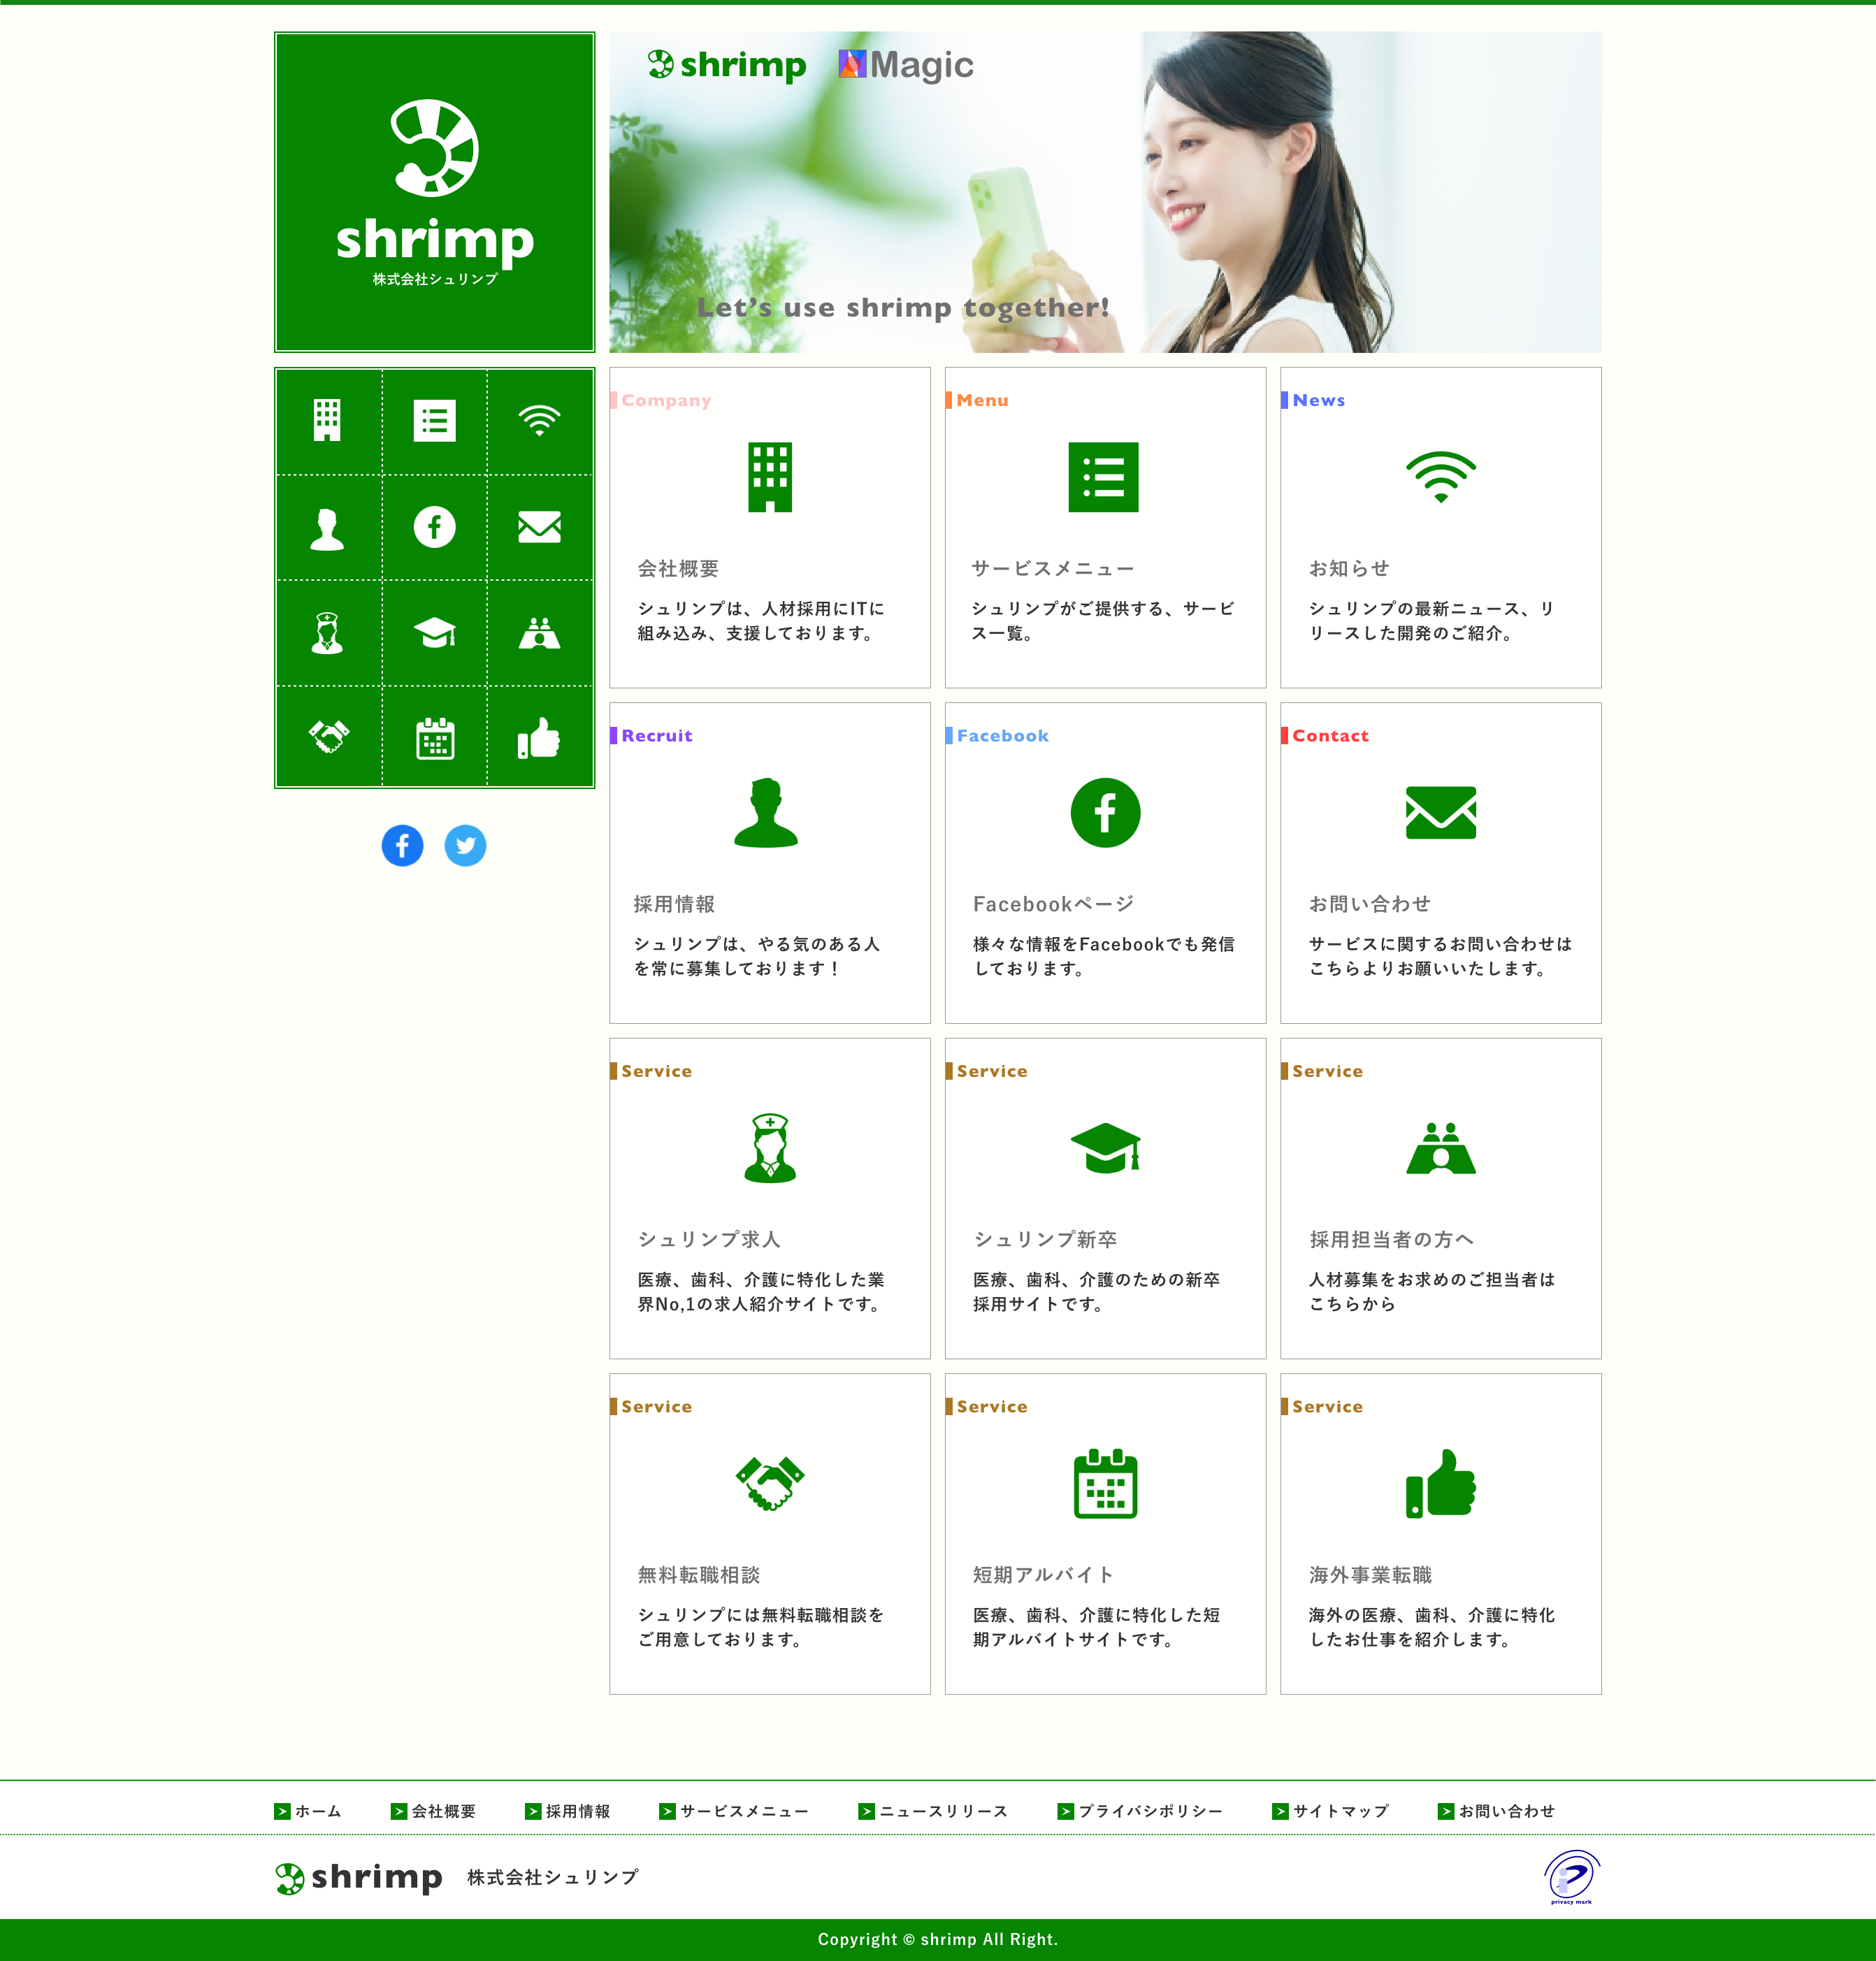 shrimp
株式会社シュリンプ
shrimp Magic
Let's use shrimp together!
Company
会社概要
シュリンプは、人材採用にITに
組み込み、支援しております。
Menu
サービスメニュー
シュリンプがご提供する、サービ
ス一覧。
News
お知らせ
シュリンプの最新ニュース、リ
リースした開発のご紹介。
Recruit
採用情報
シュリンプは、やる気のある人
を常に募集しております！
Facebook
Facebookページ
様々な情報をFacebookでも発信
しております。
Contact
お問い合わせ
サービスに関するお問い合わせは
こちらよりお願いいたします。
Service
シュリンプ求人
医療、歯科、介護に特化した業
界No,1の求人紹介サイトです。
Service
シュリンプ新卒
医療、歯科、介護のための新卒
採用サイトです。
Service
採用担当者の方へ
人材募集をお求めのご担当者は
こちらから
Service
無料転職相談
シュリンプには無料転職相談を
ご用意しております。
Service
短期アルバイト
医療、歯科、介護に特化した短
期アルバイトサイトです。
Service
海外事業転職
海外の医療、歯科、介護に特化
したお仕事を紹介します。
ホーム 会社概要 採用情報 サービスメニュー ニュースリリース プライバシポリシー サイトマップ お問い合わせ
shrimp 株式会社シュリンプ
privacy mark
Copyright © shrimp All Right.